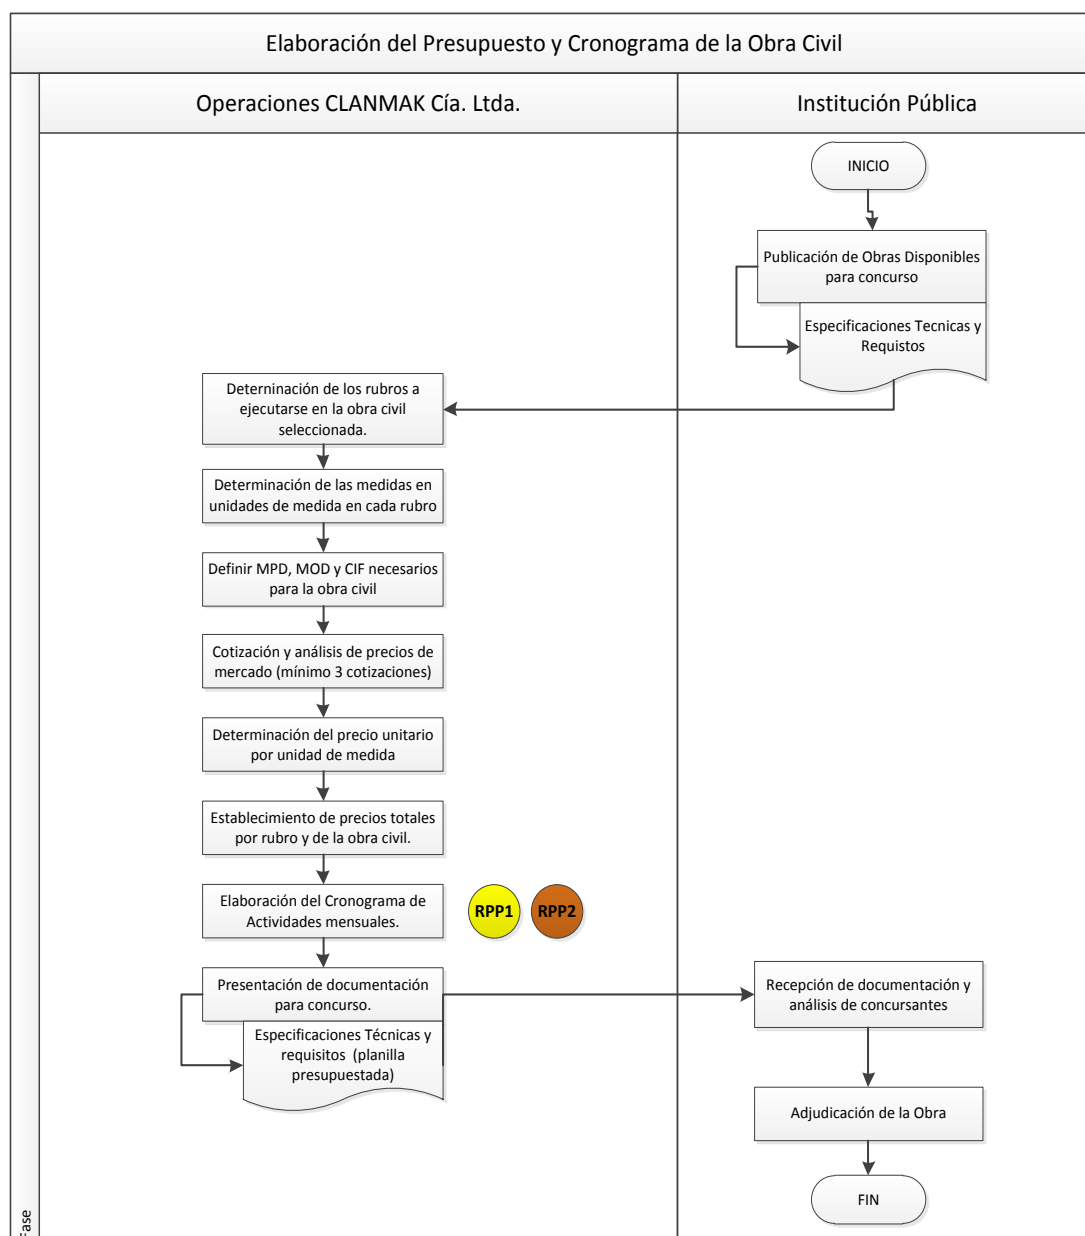 Elaboración del Presupuesto y Cronograma de la Obra Civil
Operaciones CLANMAK Cía. Ltda.
Institución Pública
INICIO
Publicación de Obras Disponibles
para concurso
Especificaciones Tecnicas y
Requistos
Deterninación de los rubros a
ejecutarse en la obra civil
seleccionada.
Determinación de las medidas en
unidades de medida en cada rubro
Definir MPD, MOD y CIF necesarios
para la obra civil
Cotización y análisis de precios de
mercado (mínimo 3 cotizaciones)
Determinación del precio unitario
por unidad de medida
Establecimiento de precios totales
por rubro y de la obra civil.
Elaboración del Cronograma de
Actividades mensuales.
RPP1
RPP2
Presentación de documentación
para concurso.
Especificaciones Técnicas y
requisitos (planilla
presupuestada)
Recepción de documentación y
análisis de concursantes
Adjudicación de la Obra
FIN
Fase